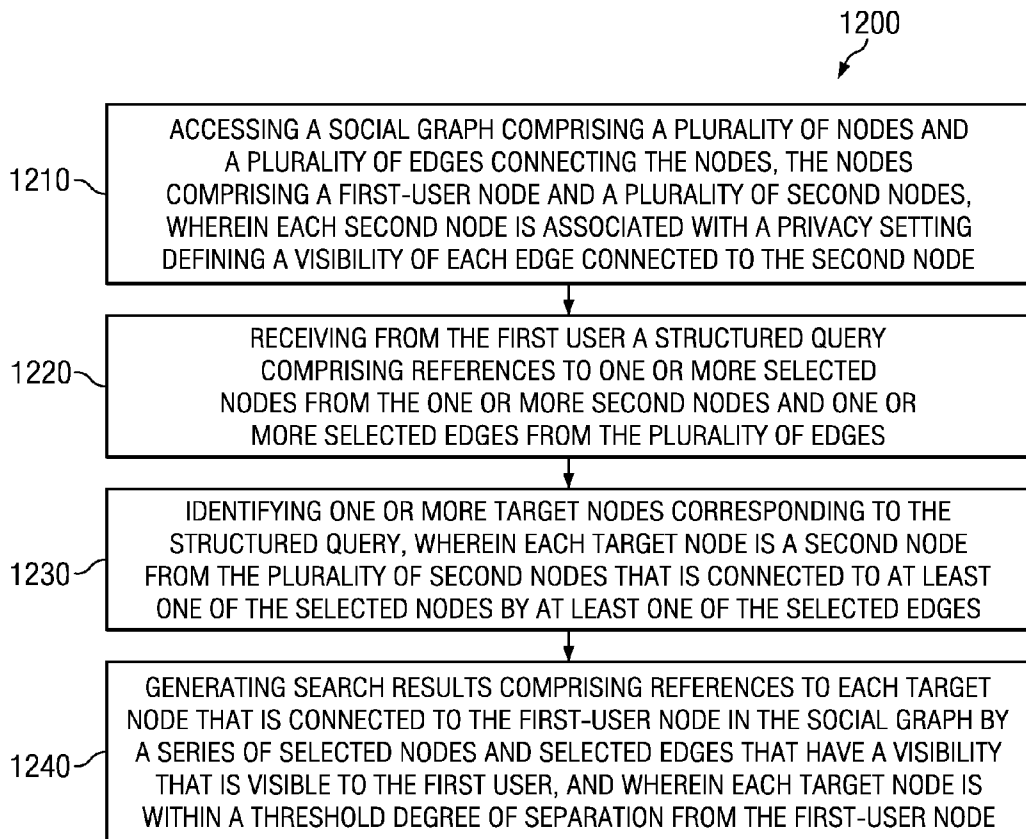 1200
1210
ACCESSING A SOCIAL GRAPH COMPRISING A PLURALITY OF NODES AND
A PLURALITY OF EDGES CONNECTING THE NODES, THE NODES
COMPRISING A FIRST-USER NODE AND A PLURALITY OF SECOND NODES,
WHEREIN EACH SECOND NODE IS ASSOCIATED WITH A PRIVACY SETTING
DEFINING A VISIBILITY OF EACH EDGE CONNECTED TO THE SECOND NODE
1220
RECEIVING FROM THE FIRST USER A STRUCTURED QUERY
COMPRISING REFERENCES TO ONE OR MORE SELECTED
NODES FROM THE ONE OR MORE SECOND NODES AND ONE OR
MORE SELECTED EDGES FROM THE PLURALITY OF EDGES
1230
IDENTIFYING ONE OR MORE TARGET NODES CORRESPONDING TO THE
STRUCTURED QUERY, WHEREIN EACH TARGET NODE IS A SECOND NODE
FROM THE PLURALITY OF SECOND NODES THAT IS CONNECTED TO AT LEAST
ONE OF THE SELECTED NODES BY AT LEAST ONE OF THE SELECTED EDGES
1240
GENERATING SEARCH RESULTS COMPRISING REFERENCES TO EACH TARGET
NODE THAT IS CONNECTED TO THE FIRST-USER NODE IN THE SOCIAL GRAPH BY
A SERIES OF SELECTED NODES AND SELECTED EDGES THAT HAVE A VISIBILITY
THAT IS VISIBLE TO THE FIRST USER, AND WHEREIN EACH TARGET NODE IS
WITHIN A THRESHOLD DEGREE OF SEPARATION FROM THE FIRST-USER NODE